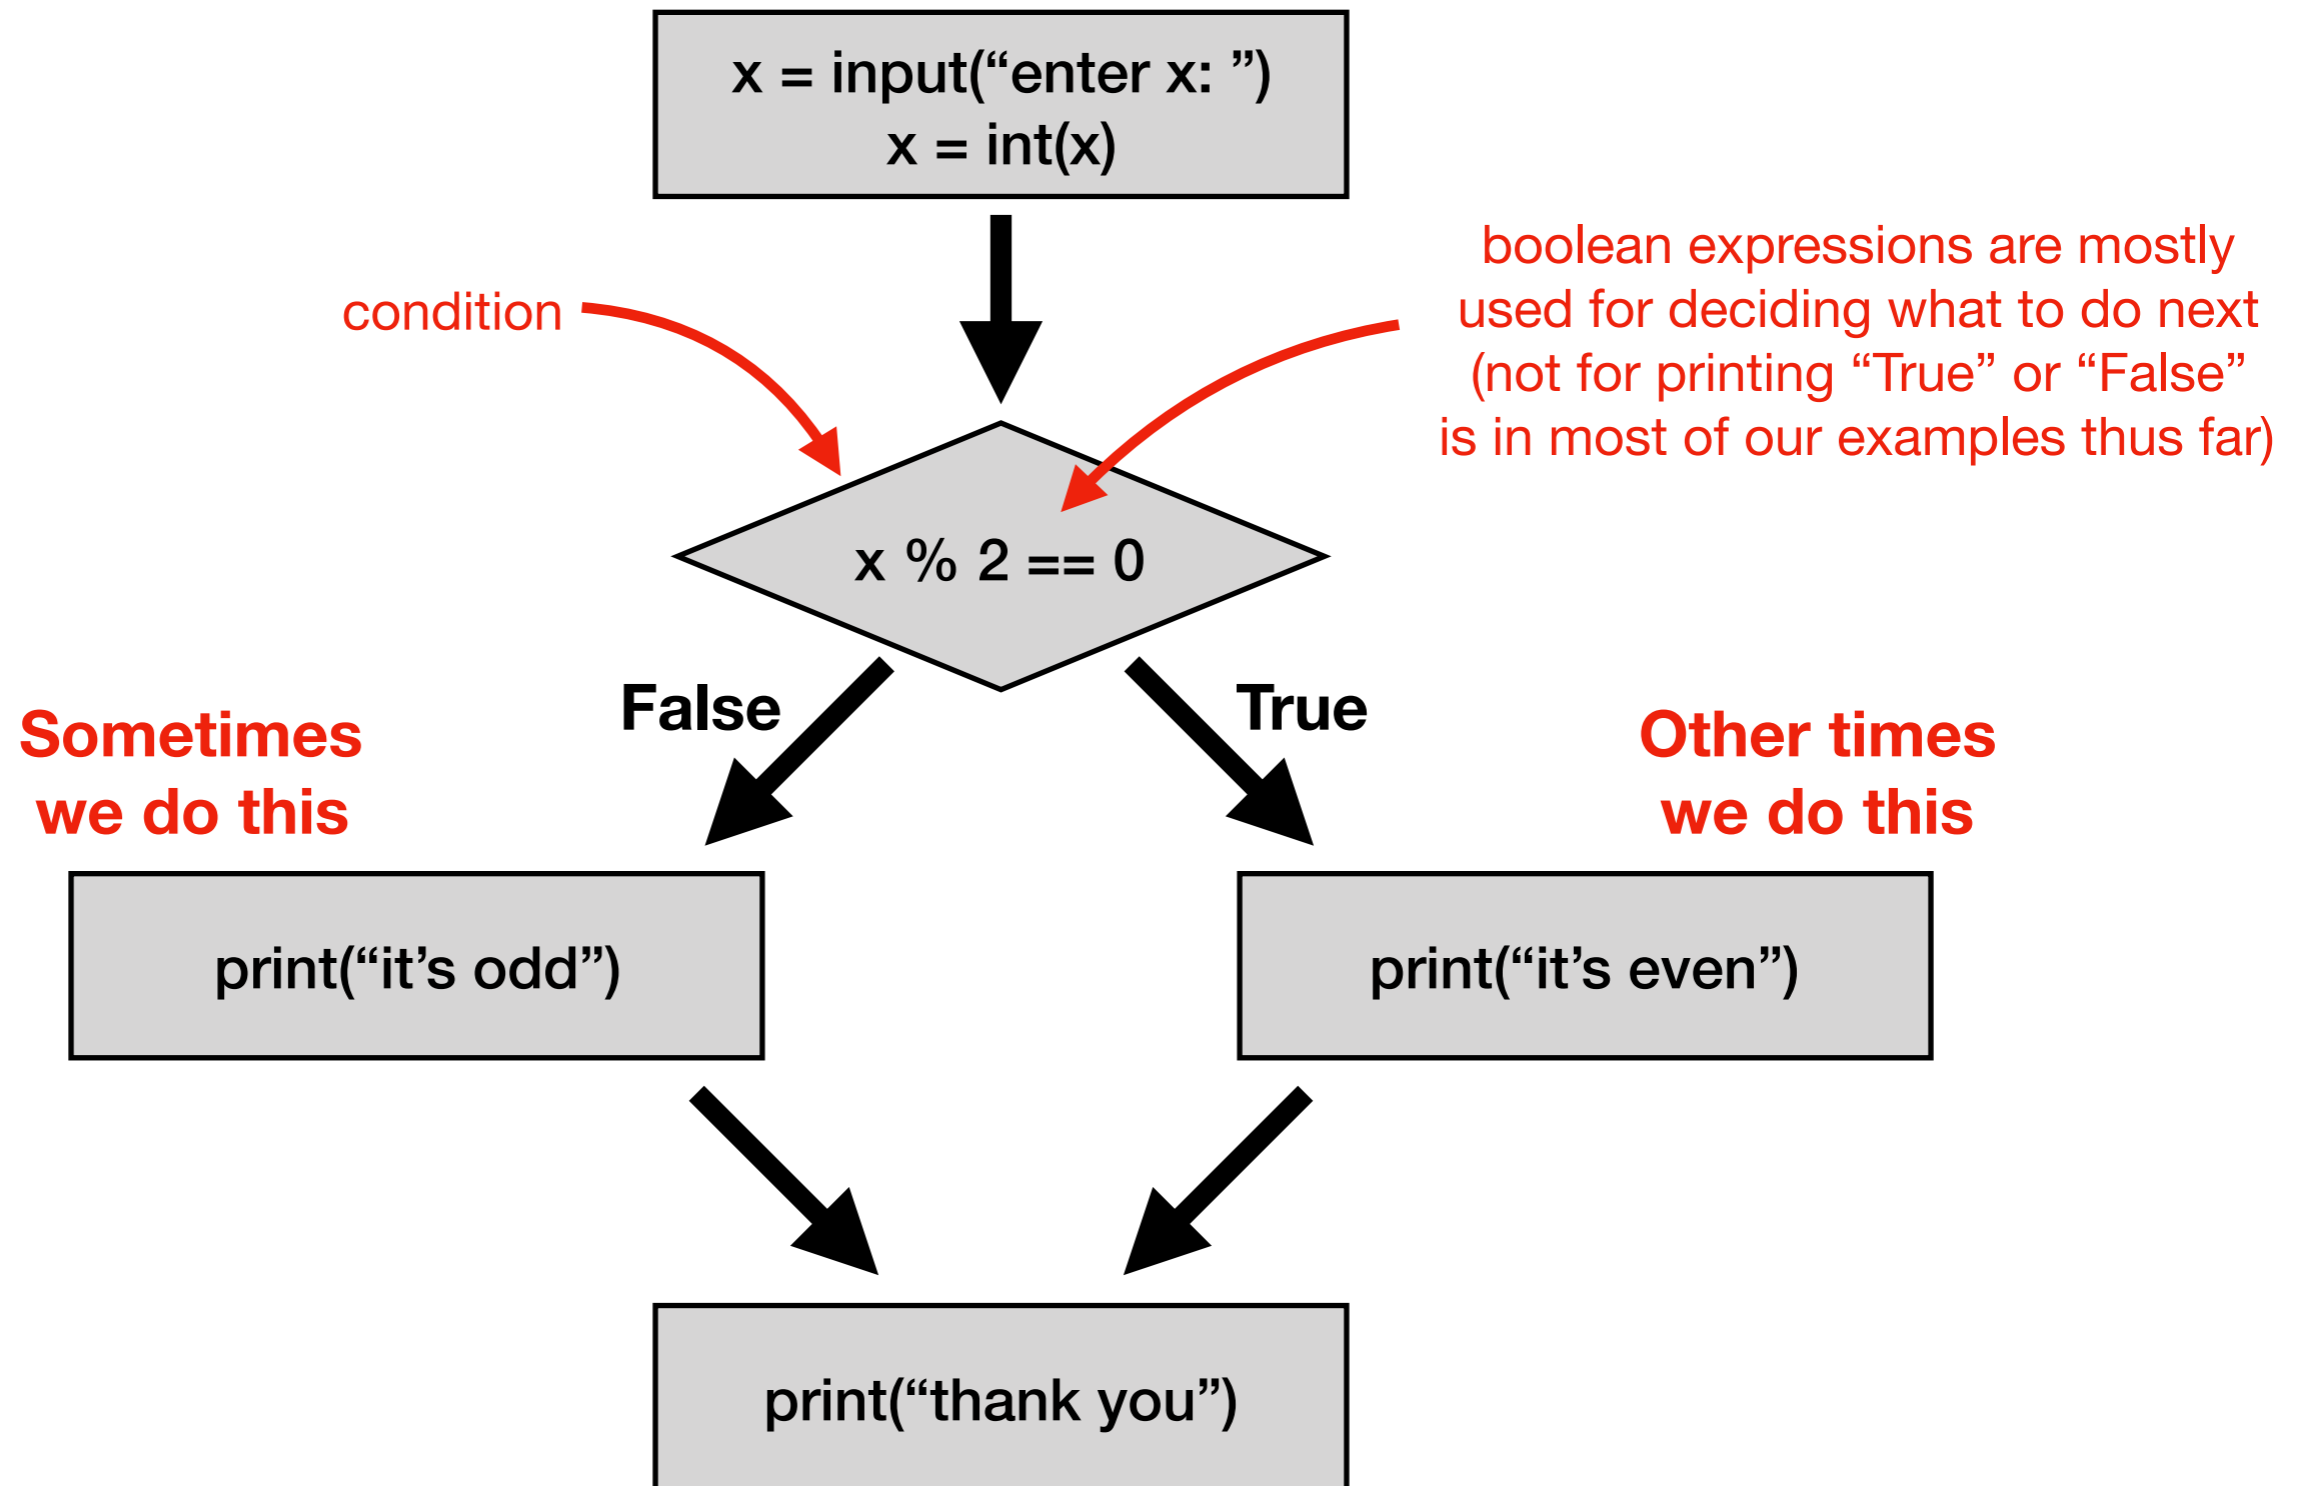 x = input(“enter x: ”)
x = int(x)
condition
boolean expressions are mostly
used for deciding what to do next
(not for printing “True” or “False”
is in most of our examples thus far)
x % 2 == 0
False
True
Sometimes
we do this
Other times
we do this
print(“it’s odd”)
print(“it’s even”)
print(“thank you”)